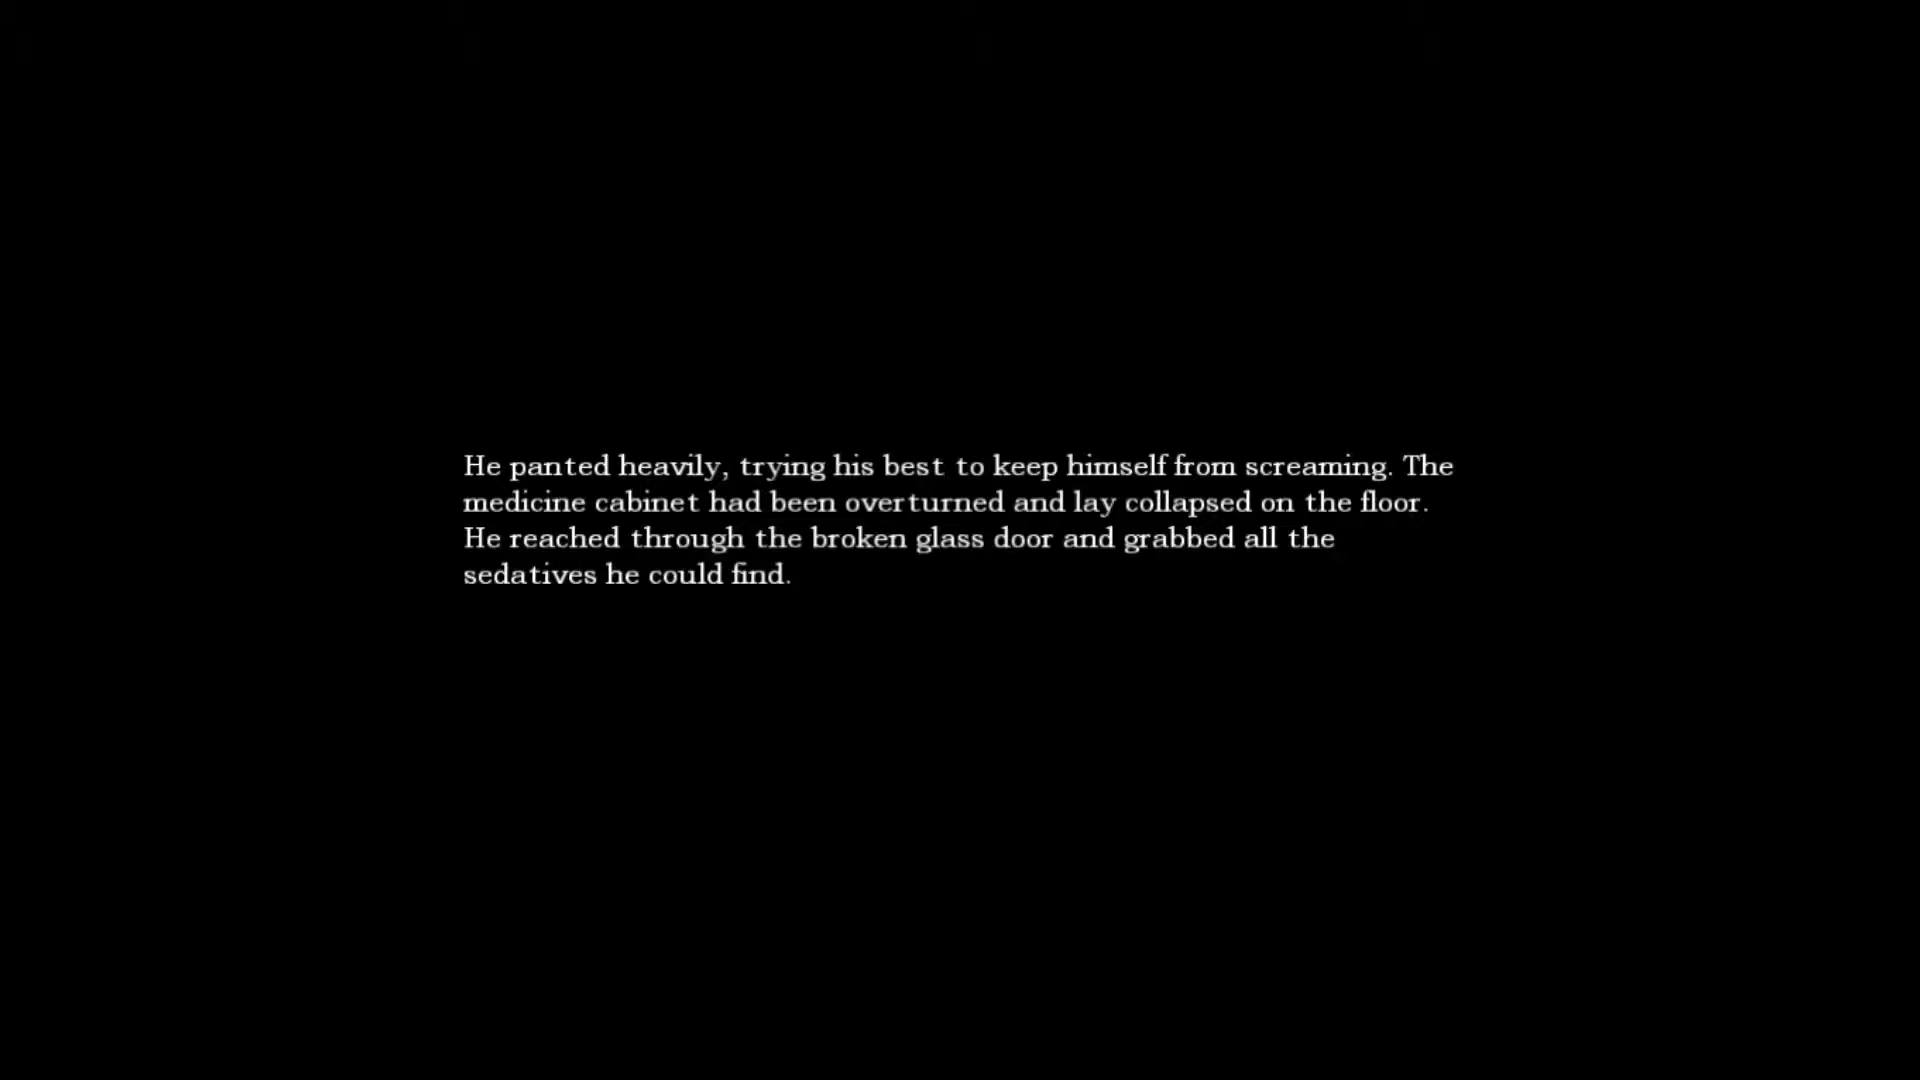 He panted heavily, trying his best to keep himself from screaming. The
medicine cabinet had been overturned and lay collapsed on the floor.
He reached through the broken glass door and grabbed all the
sedatives he could find.